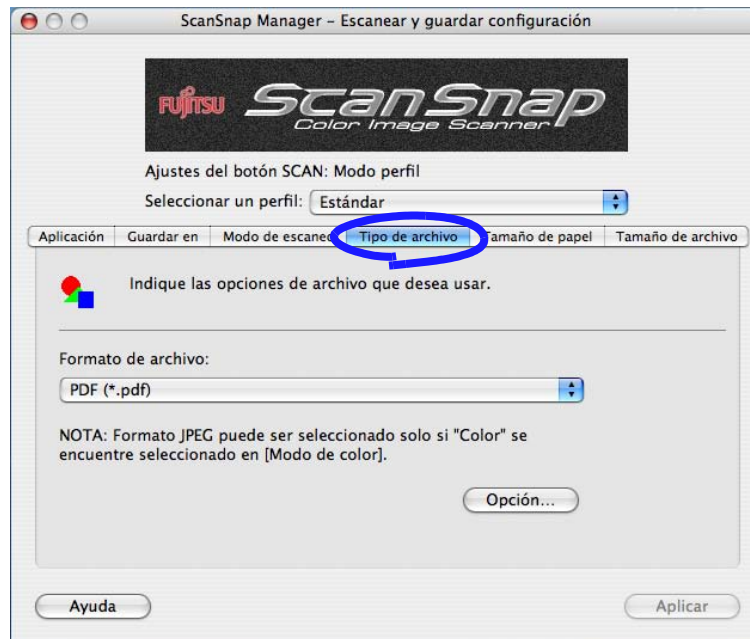 ScanSnap Manager – Escanear y guardar configuración
FUJITSU ScanSnap
Color Image Scanner
Ajustes del botón SCAN: Modo perfil
Seleccionar un perfil: Estándar
Aplicación Guardar en Modo de escaneo Tipo de archivo Tamaño de papel Tamaño de archivo
Indique las opciones de archivo que desea usar.
Formato de archivo:
PDF (*.pdf)
NOTA: Formato JPEG puede ser seleccionado solo si "Color" se
encuentre seleccionado en [Modo de color].
Opción...
Ayuda Aplicar